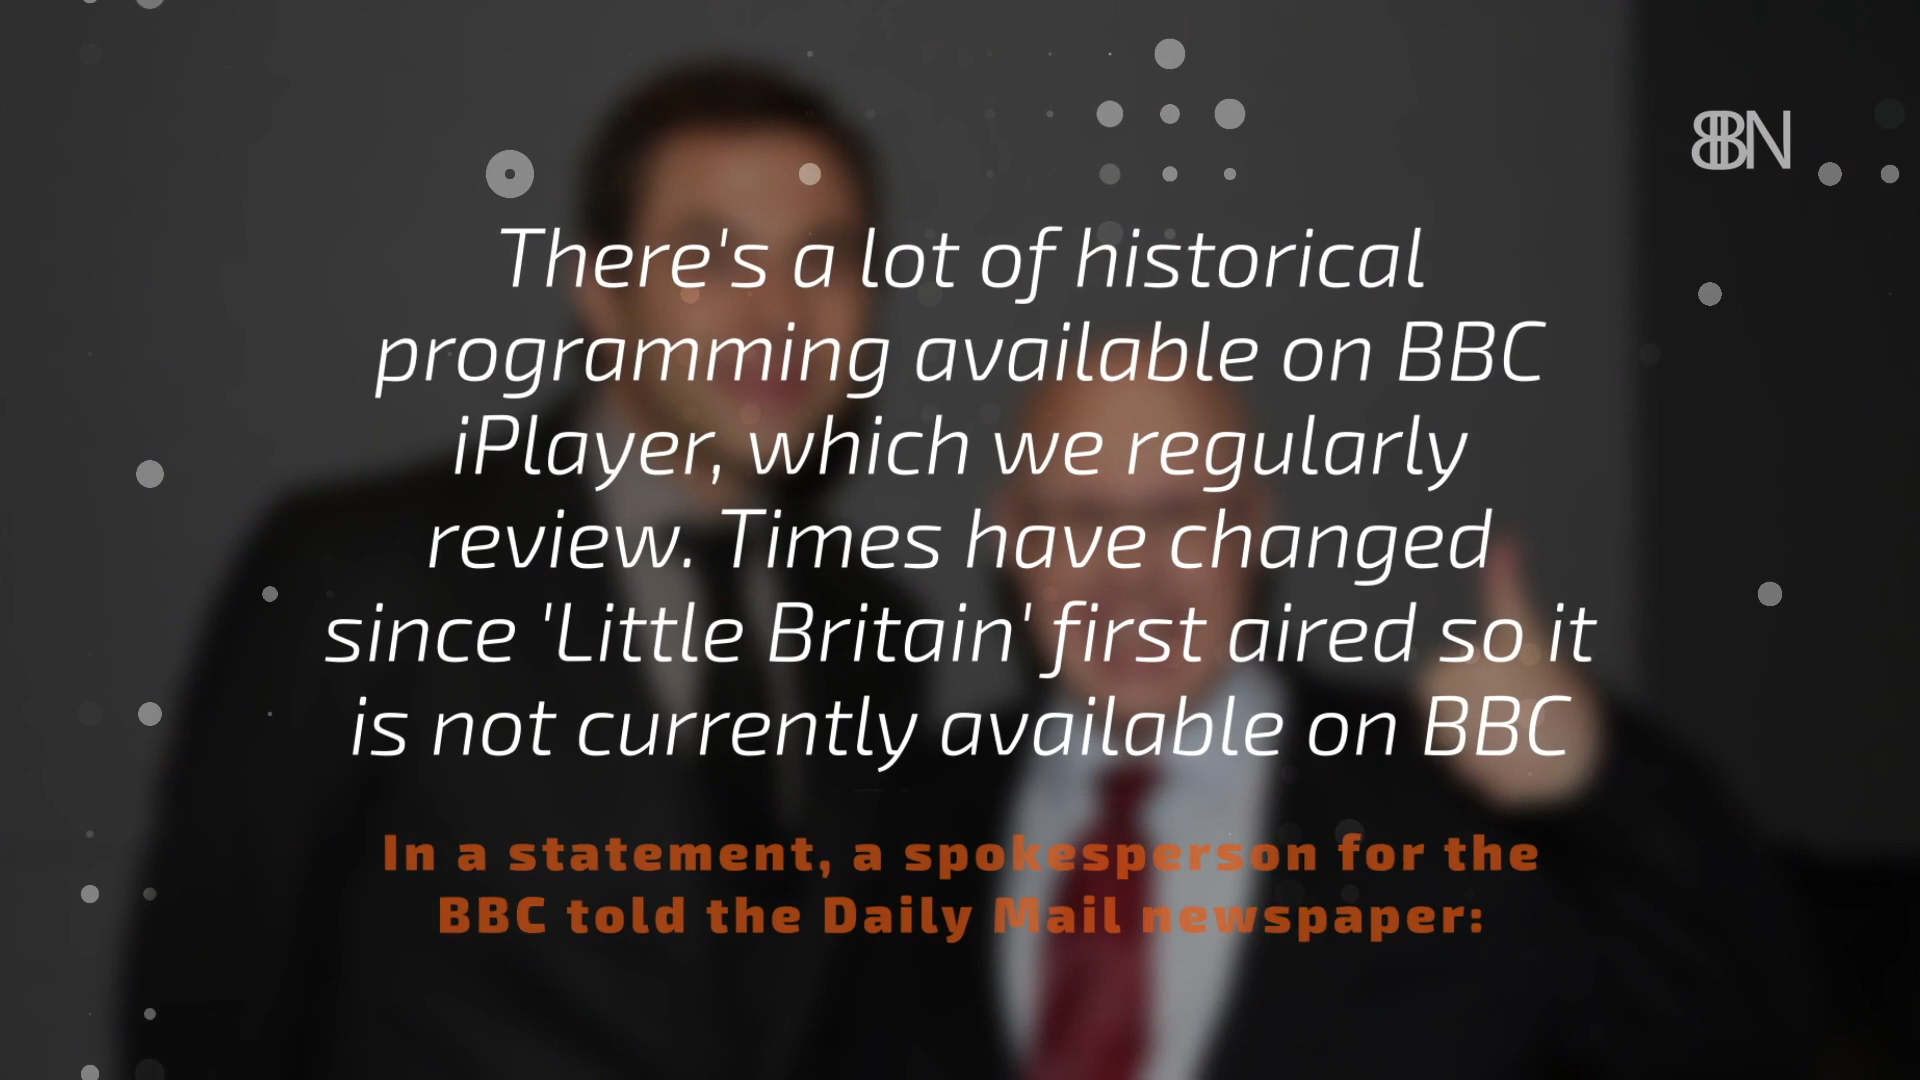 BBN
There's a lot of historical
programming available on BBC
iPlayer, which we regularly
review. Times have changed
since 'Little Britain' first aired so it
is not currently available on BBC
In a statement, a spokesperson for the
BBC told the Daily Mail newspaper: